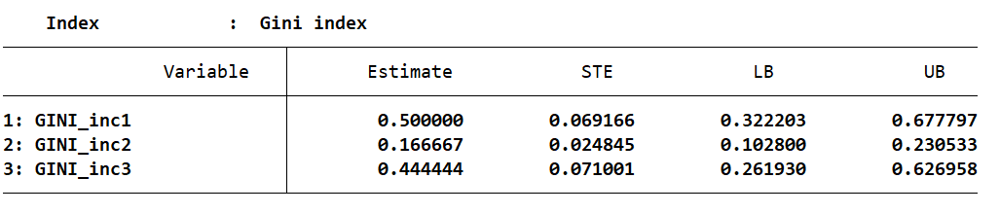 Index : Gini index
Variable Estimate STE LB UB
1: GINI_inc1 0.500000 0.069166 0.322203 0.677797
2: GINI_inc2 0.166667 0.024845 0.102800 0.230533
3: GINI_inc3 0.444444 0.071001 0.261930 0.626958